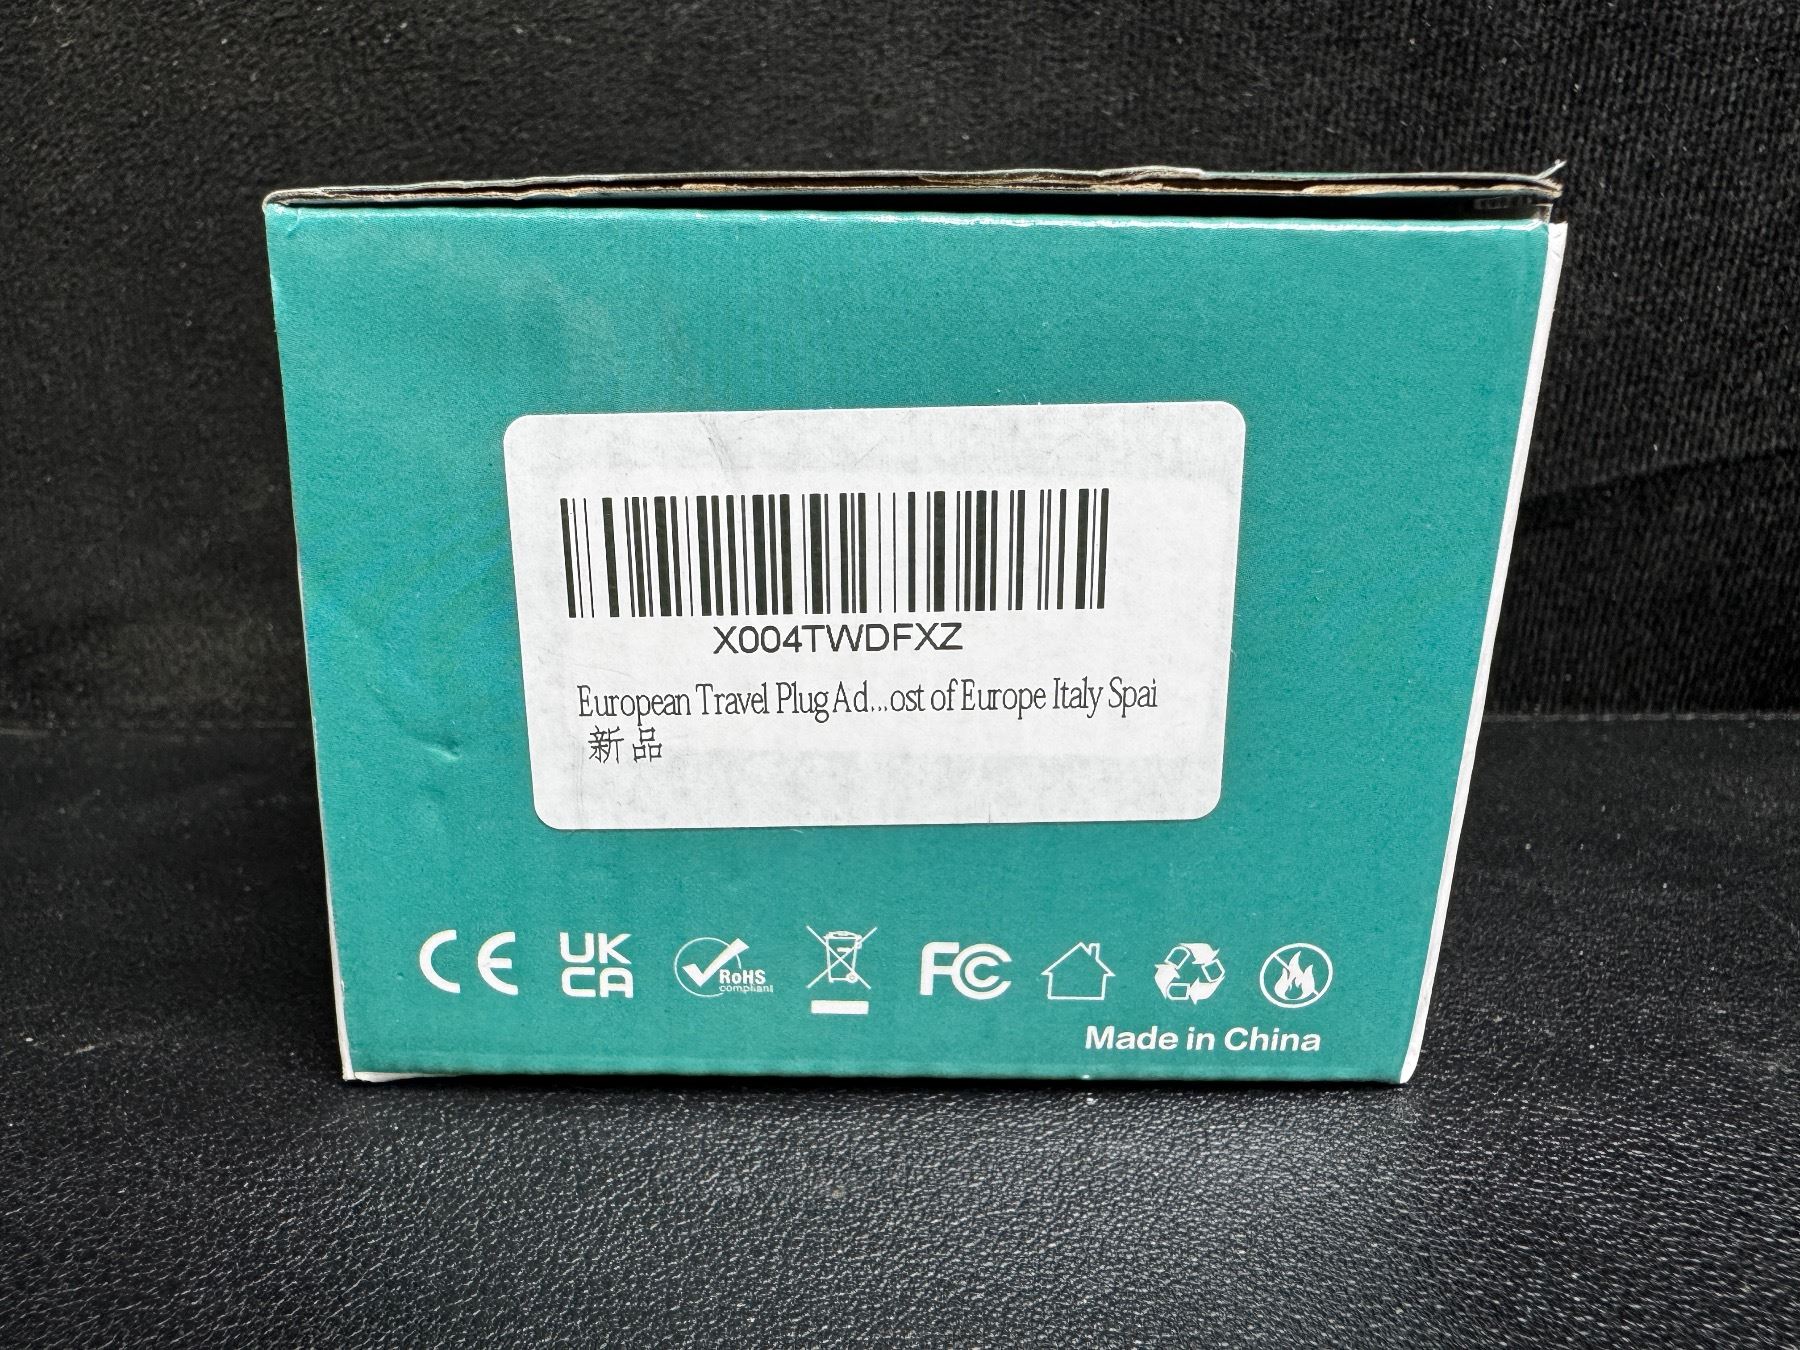 X004TWDFXZ
European Travel Plug Ad...ost of Europe Italy Spai
新品
CE
UK
CA
RoHS
compliant
FC
Made in China